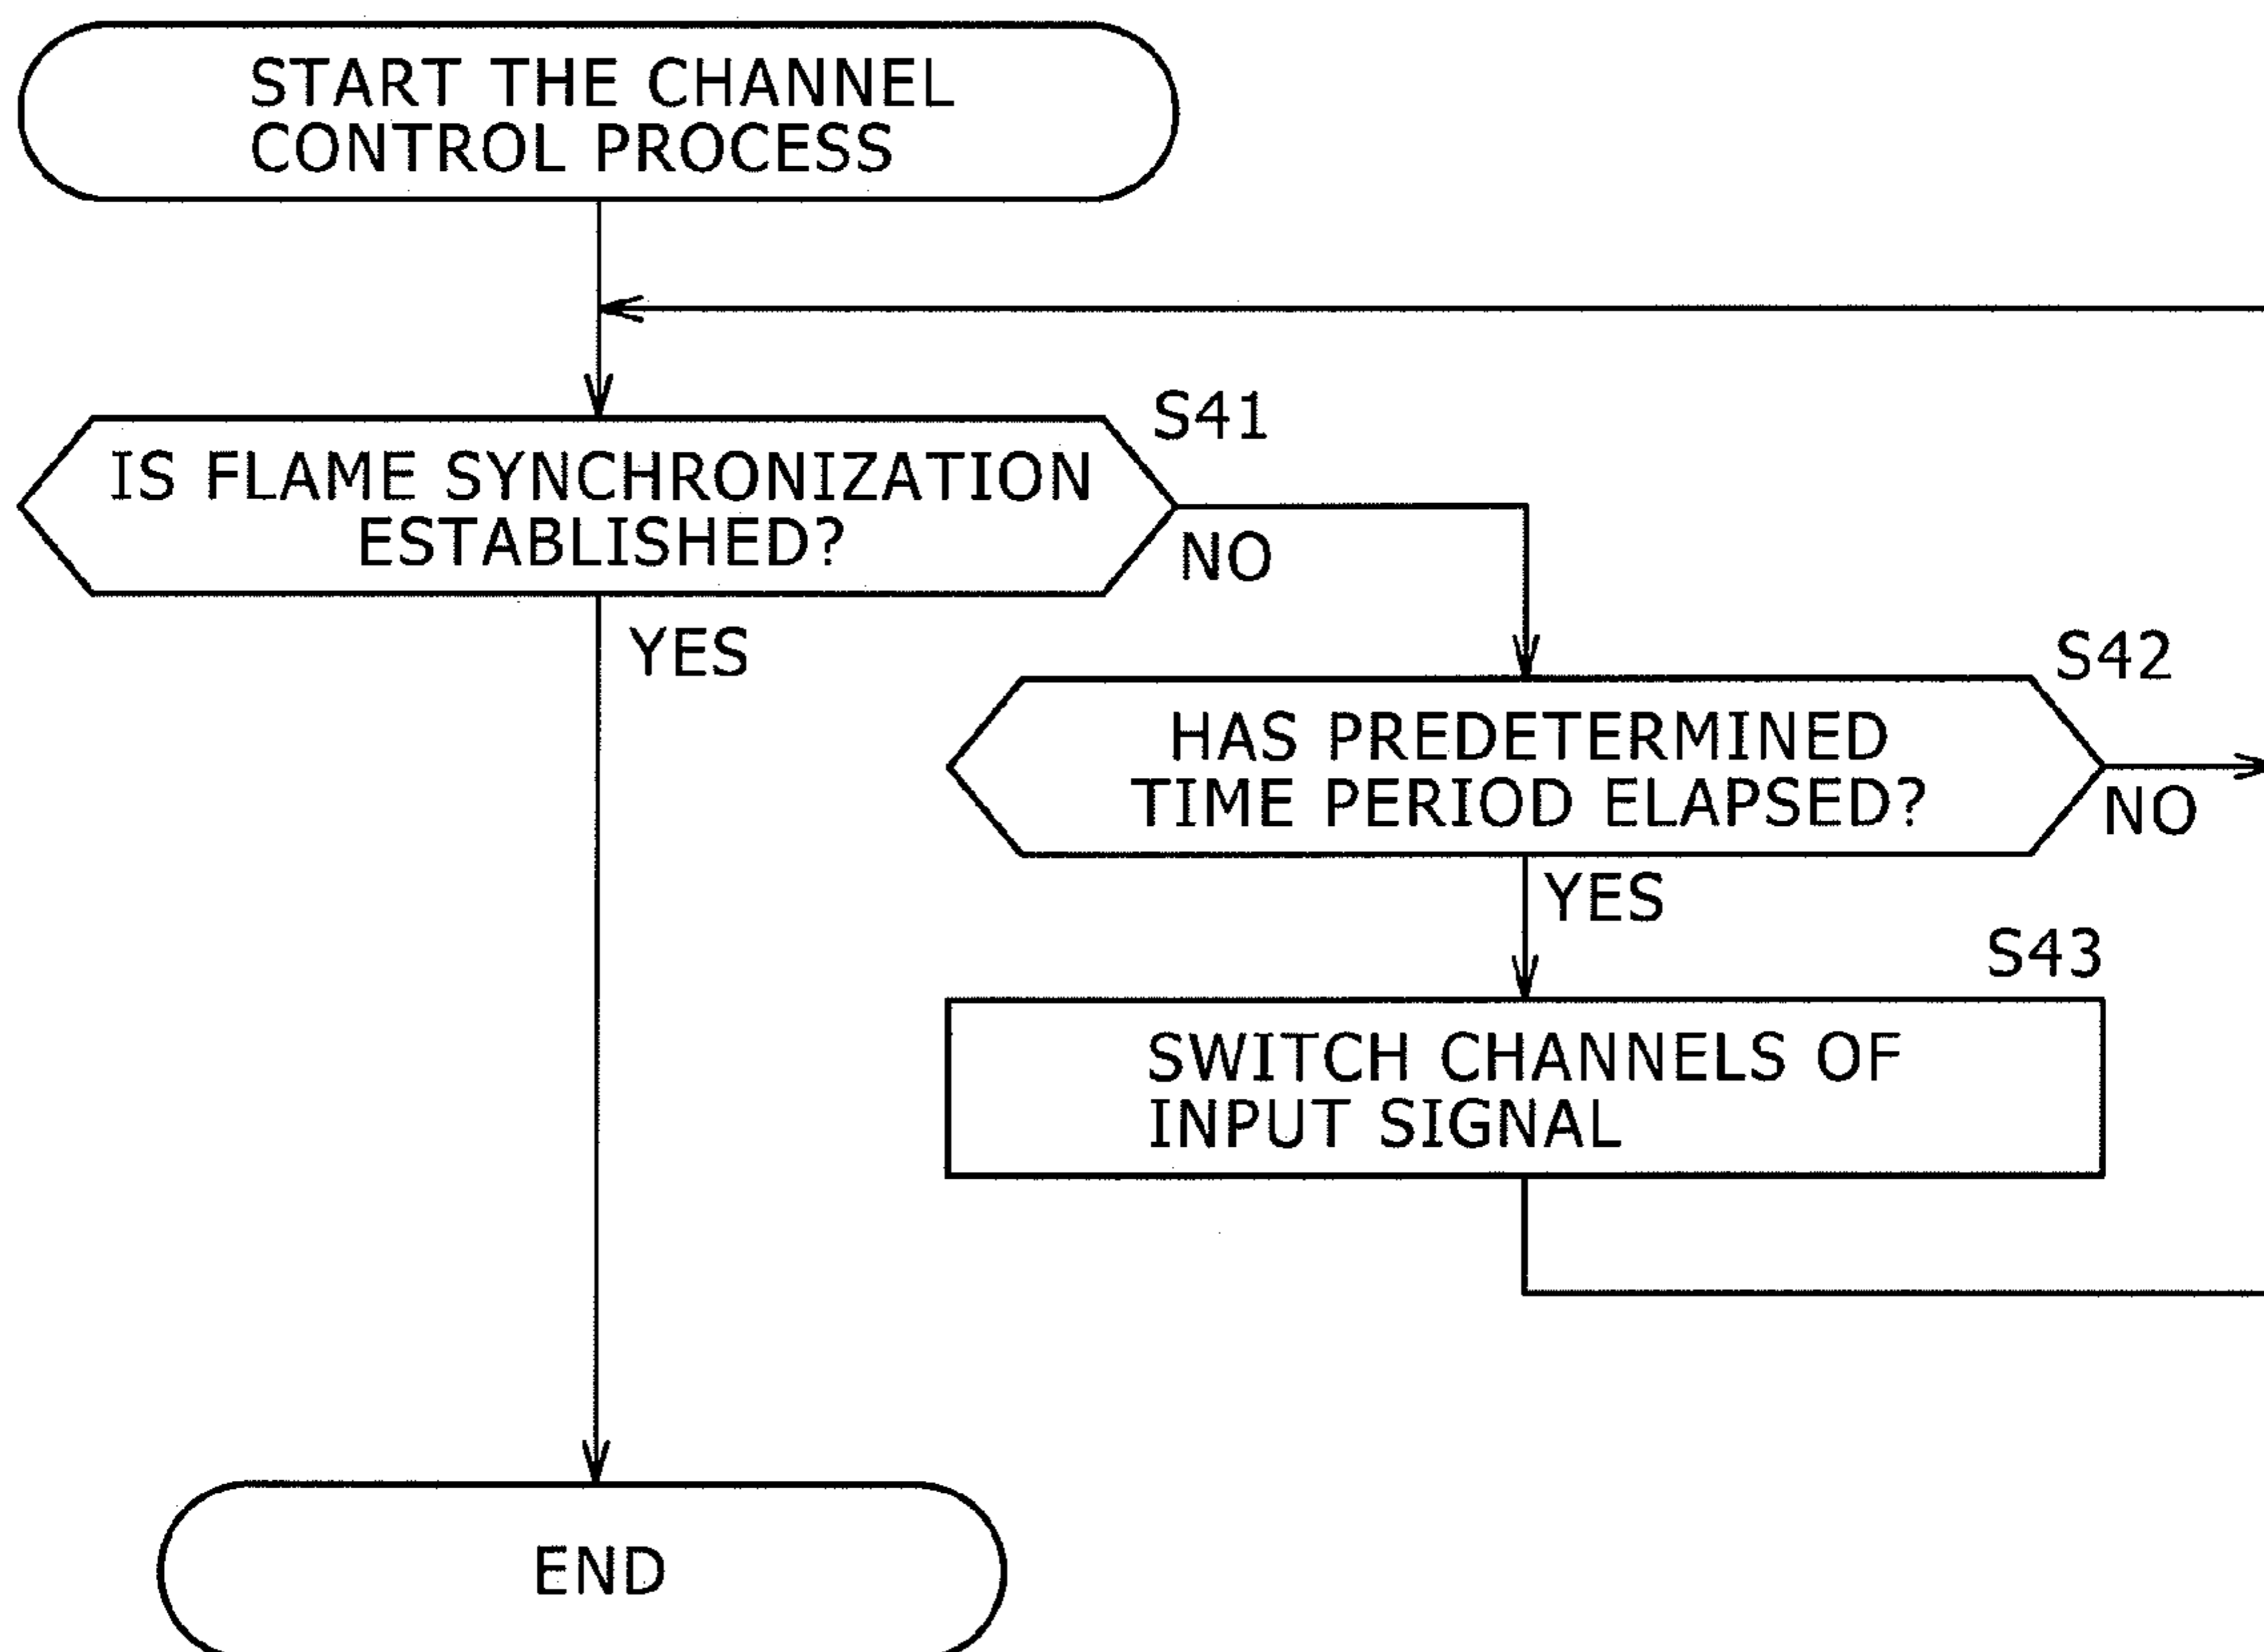 START THE CHANNEL
CONTROL PROCESS
S41
IS FLAME SYNCHRONIZATION
ESTABLISHED?
NO
YES
S42
HAS PREDETERMINED
TIME PERIOD ELAPSED?
NO
YES
S43
SWITCH CHANNELS OF
INPUT SIGNAL
END